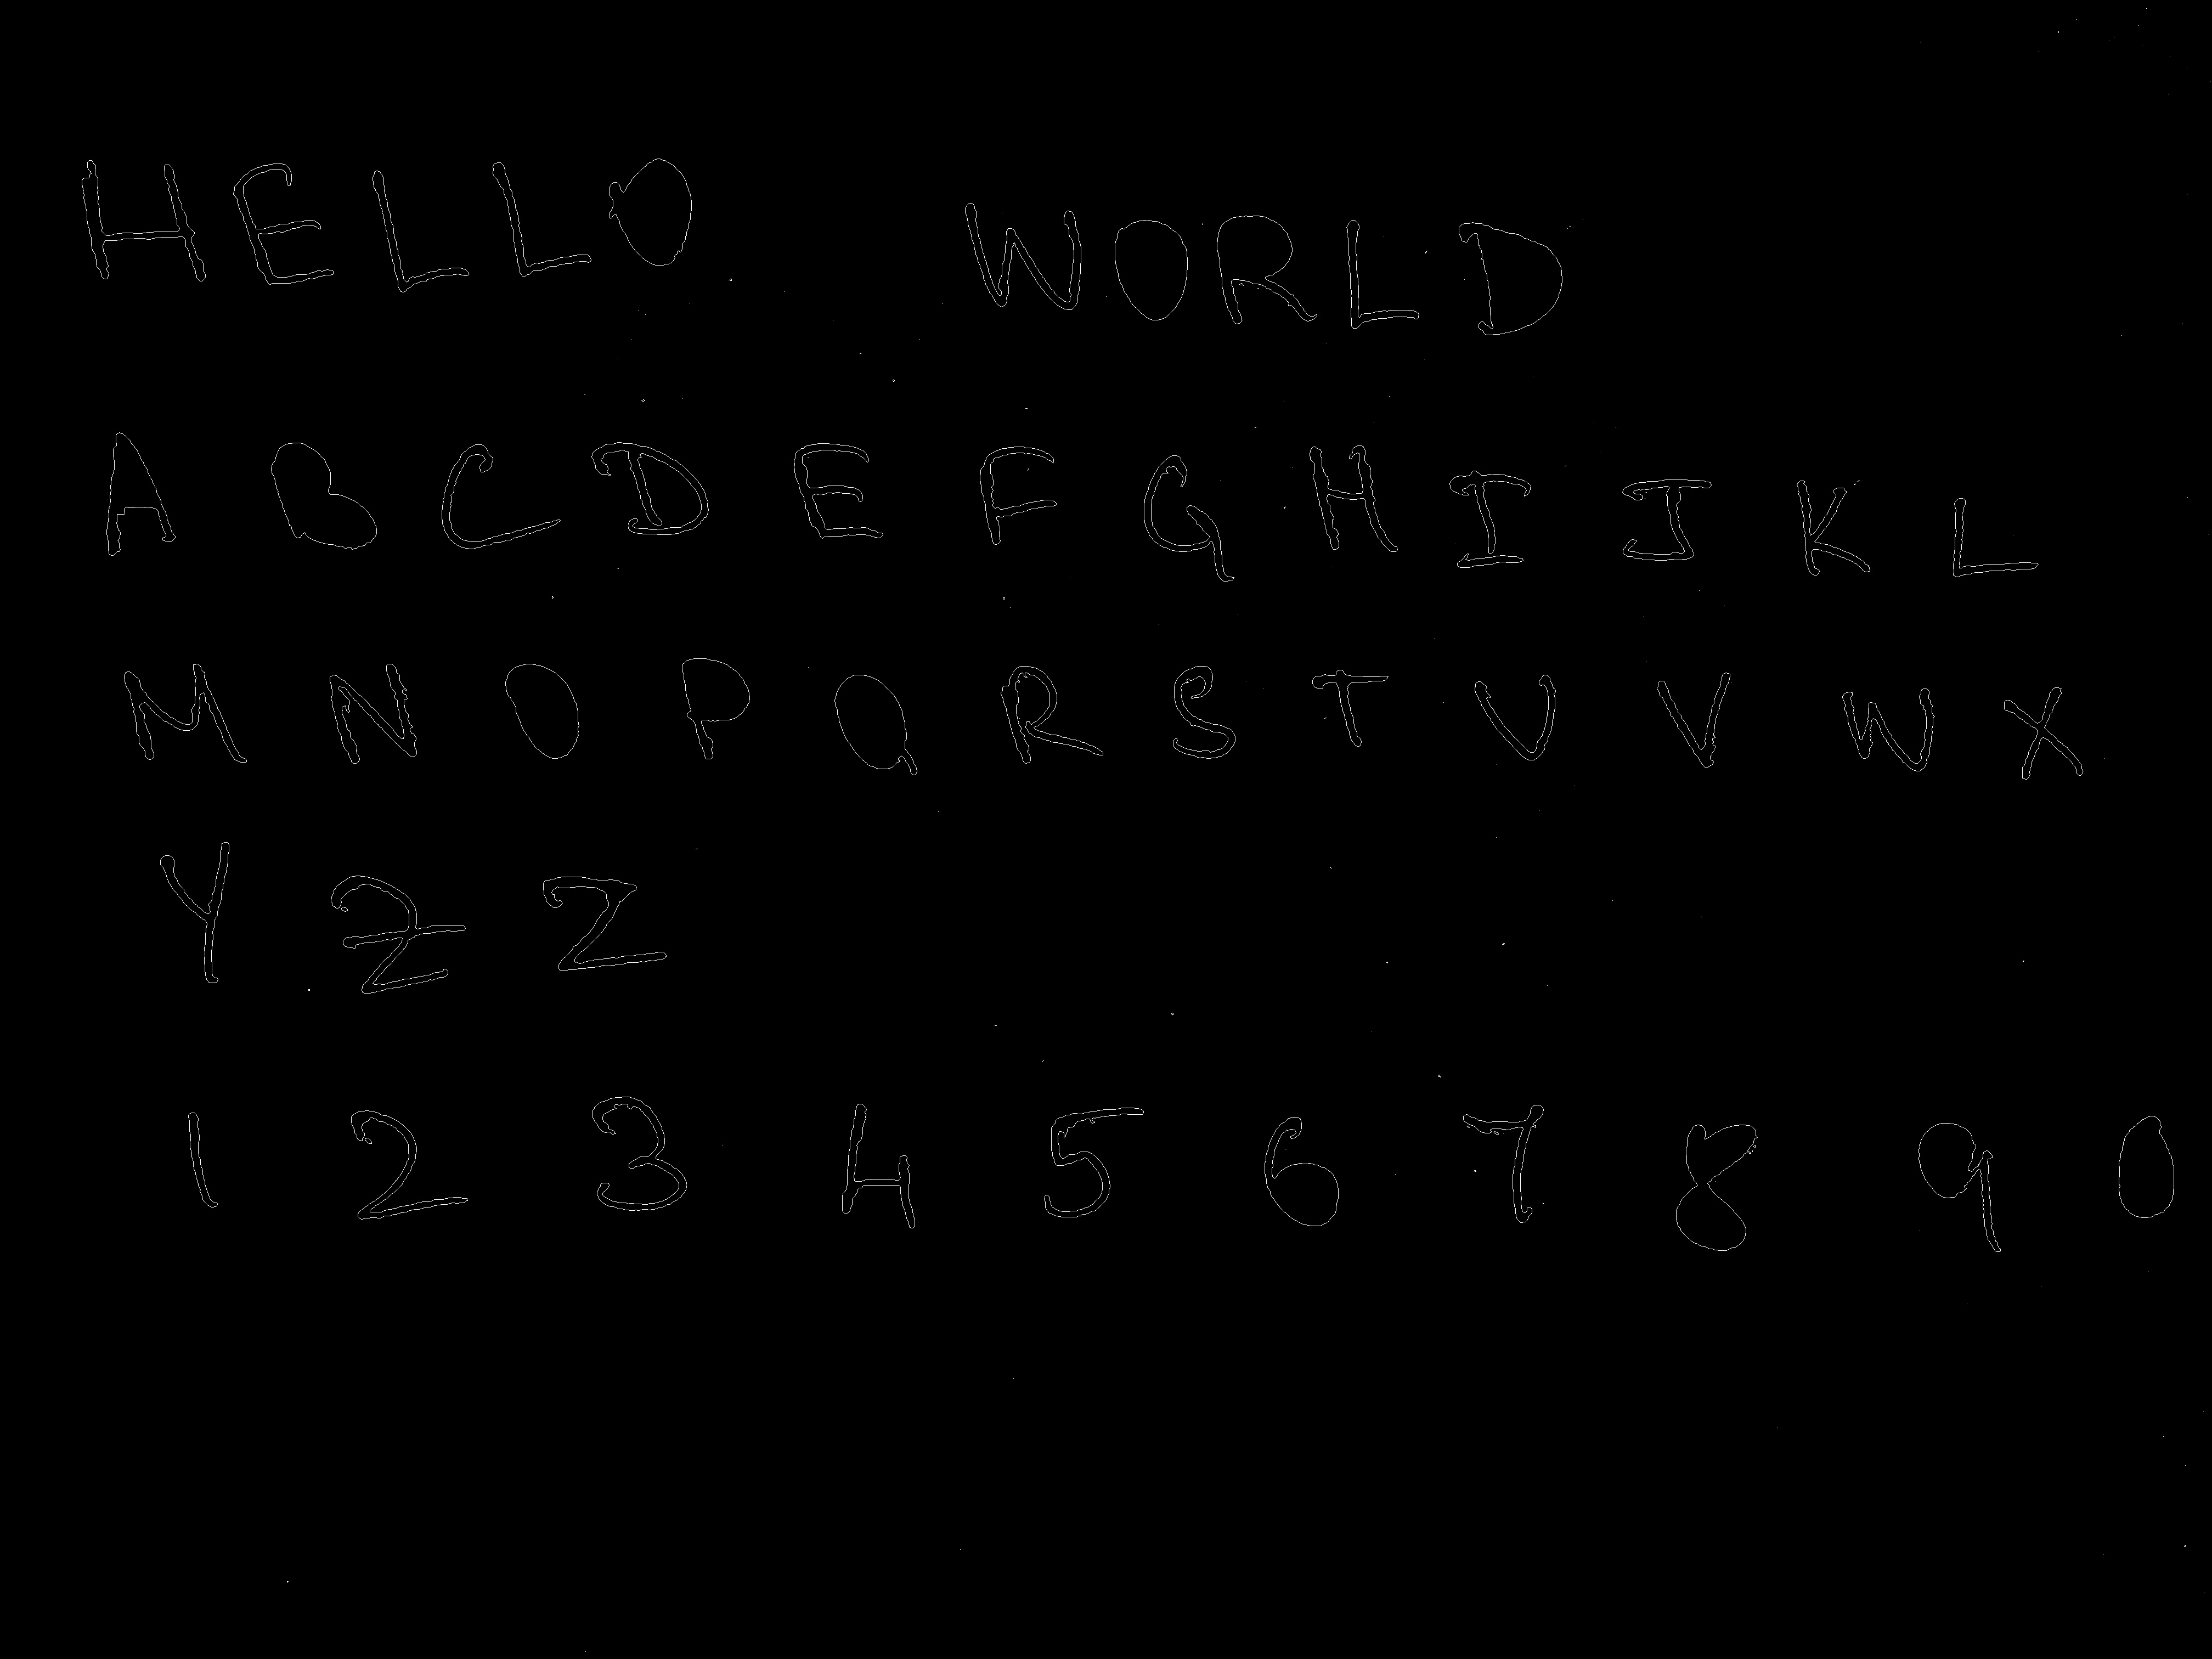 HELLO WORLD
A B C D E F G H I J K L
M N O P Q R S T U V W X
Y Z Z
1 2 3 4 5 6 7 8 9 0